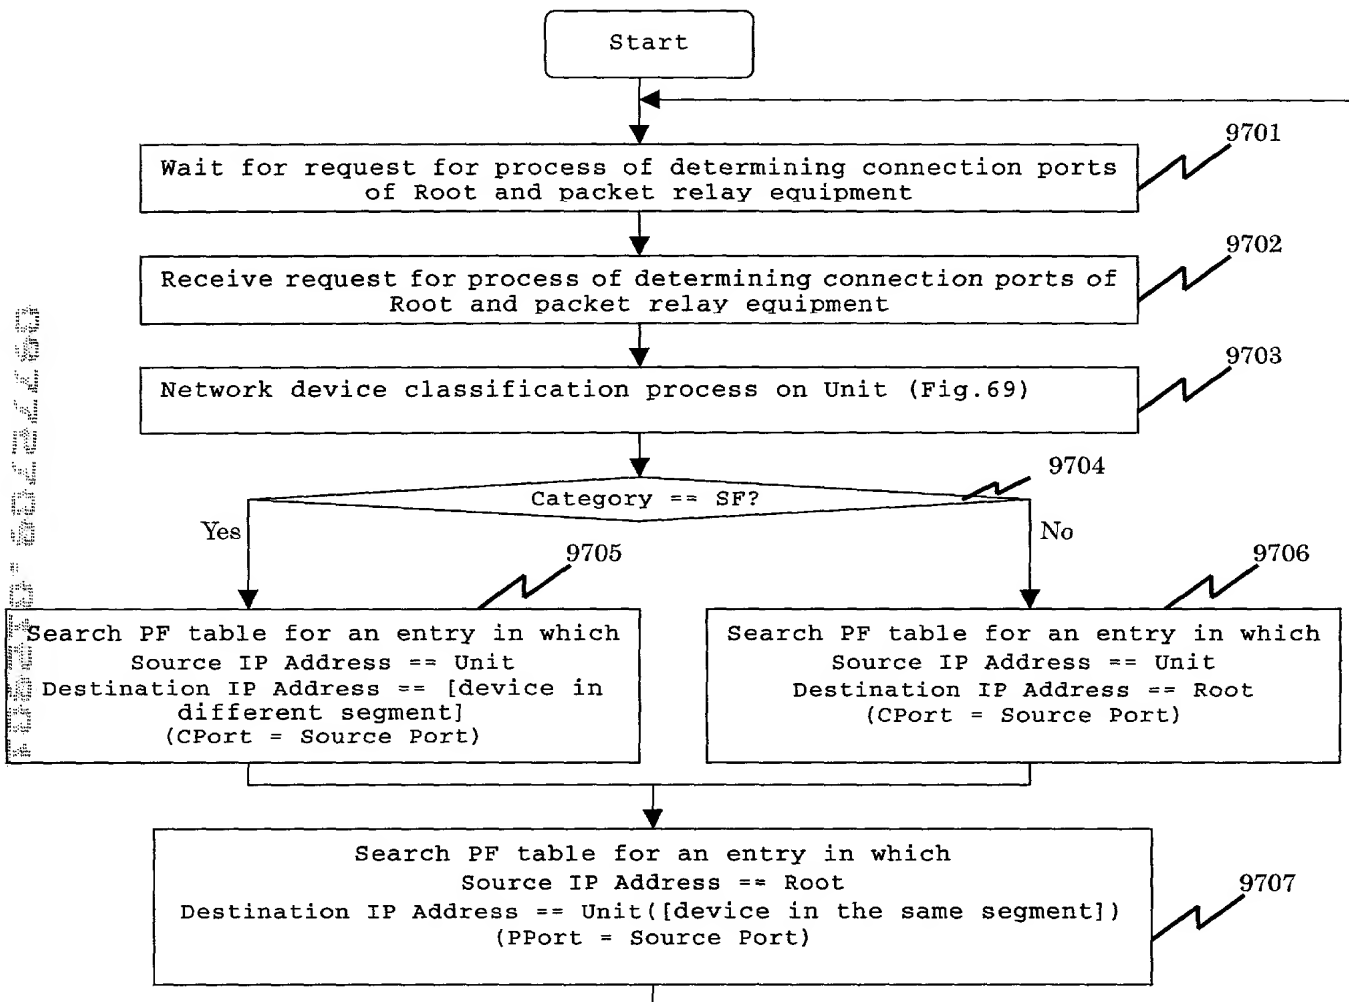 Start
9701
Wait for request for process of determining connection ports
of Root and packet relay equipment
9702
Receive request for process of determining connection ports of
Root and packet relay equipment
9703
Network device classification process on Unit (Fig.69)
9704
Category == SF?
Yes
No
9705
Search PF table for an entry in which
Source IP Address == Unit
Destination IP Address == [device in
different segment]
(CPort = Source Port)
9706
Search PF table for an entry in which
Source IP Address == Unit
Destination IP Address == Root
(CPort = Source Port)
9707
Search PF table for an entry in which
Source IP Address == Root
Destination IP Address == Unit([device in the same segment])
(PPort = Source Port)